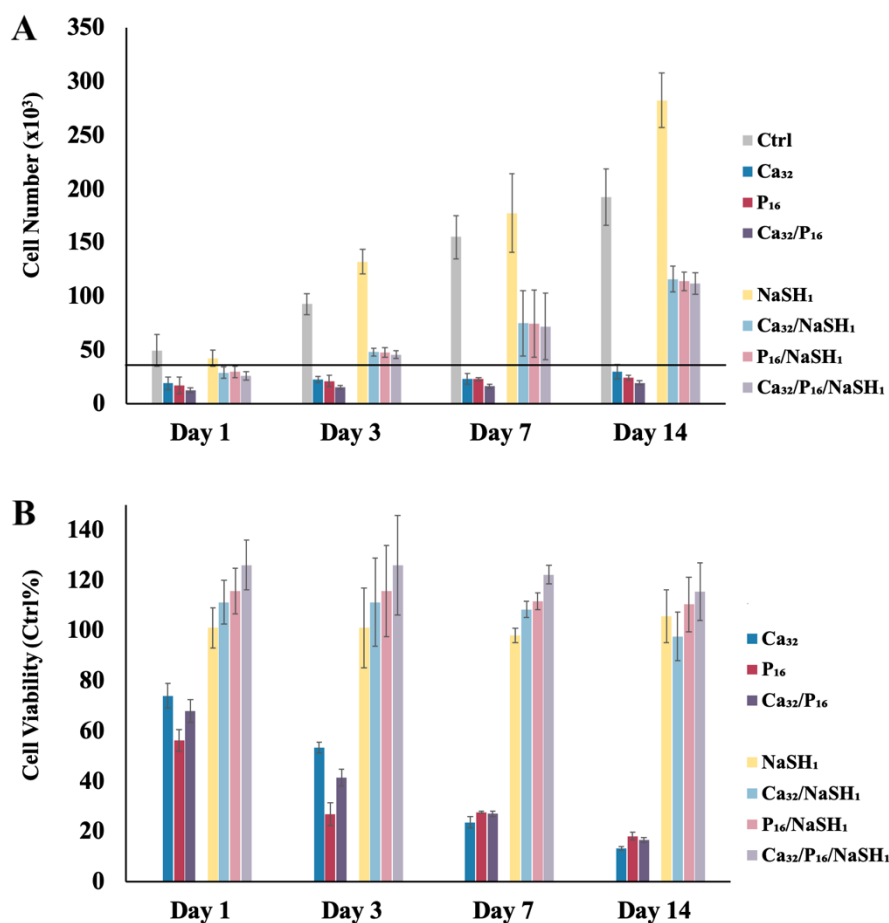 A
Cell Number (x10³)
350
300
250
200
150
100
50
0
Day 1 Day 3 Day 7 Day 14
Ctrl
Ca₃₂
P₁₆
Ca₃₂/P₁₆
NaSH₁
Ca₃₂/NaSH₁
P₁₆/NaSH₁
Ca₃₂/P₁₆/NaSH₁
B
Cell Viability (Ctrl%)
140
120
100
80
60
40
20
0
Day 1 Day 3 Day 7 Day 14
Ca₃₂
P₁₆
Ca₃₂/P₁₆
NaSH₁
Ca₃₂/NaSH₁
P₁₆/NaSH₁
Ca₃₂/P₁₆/NaSH₁